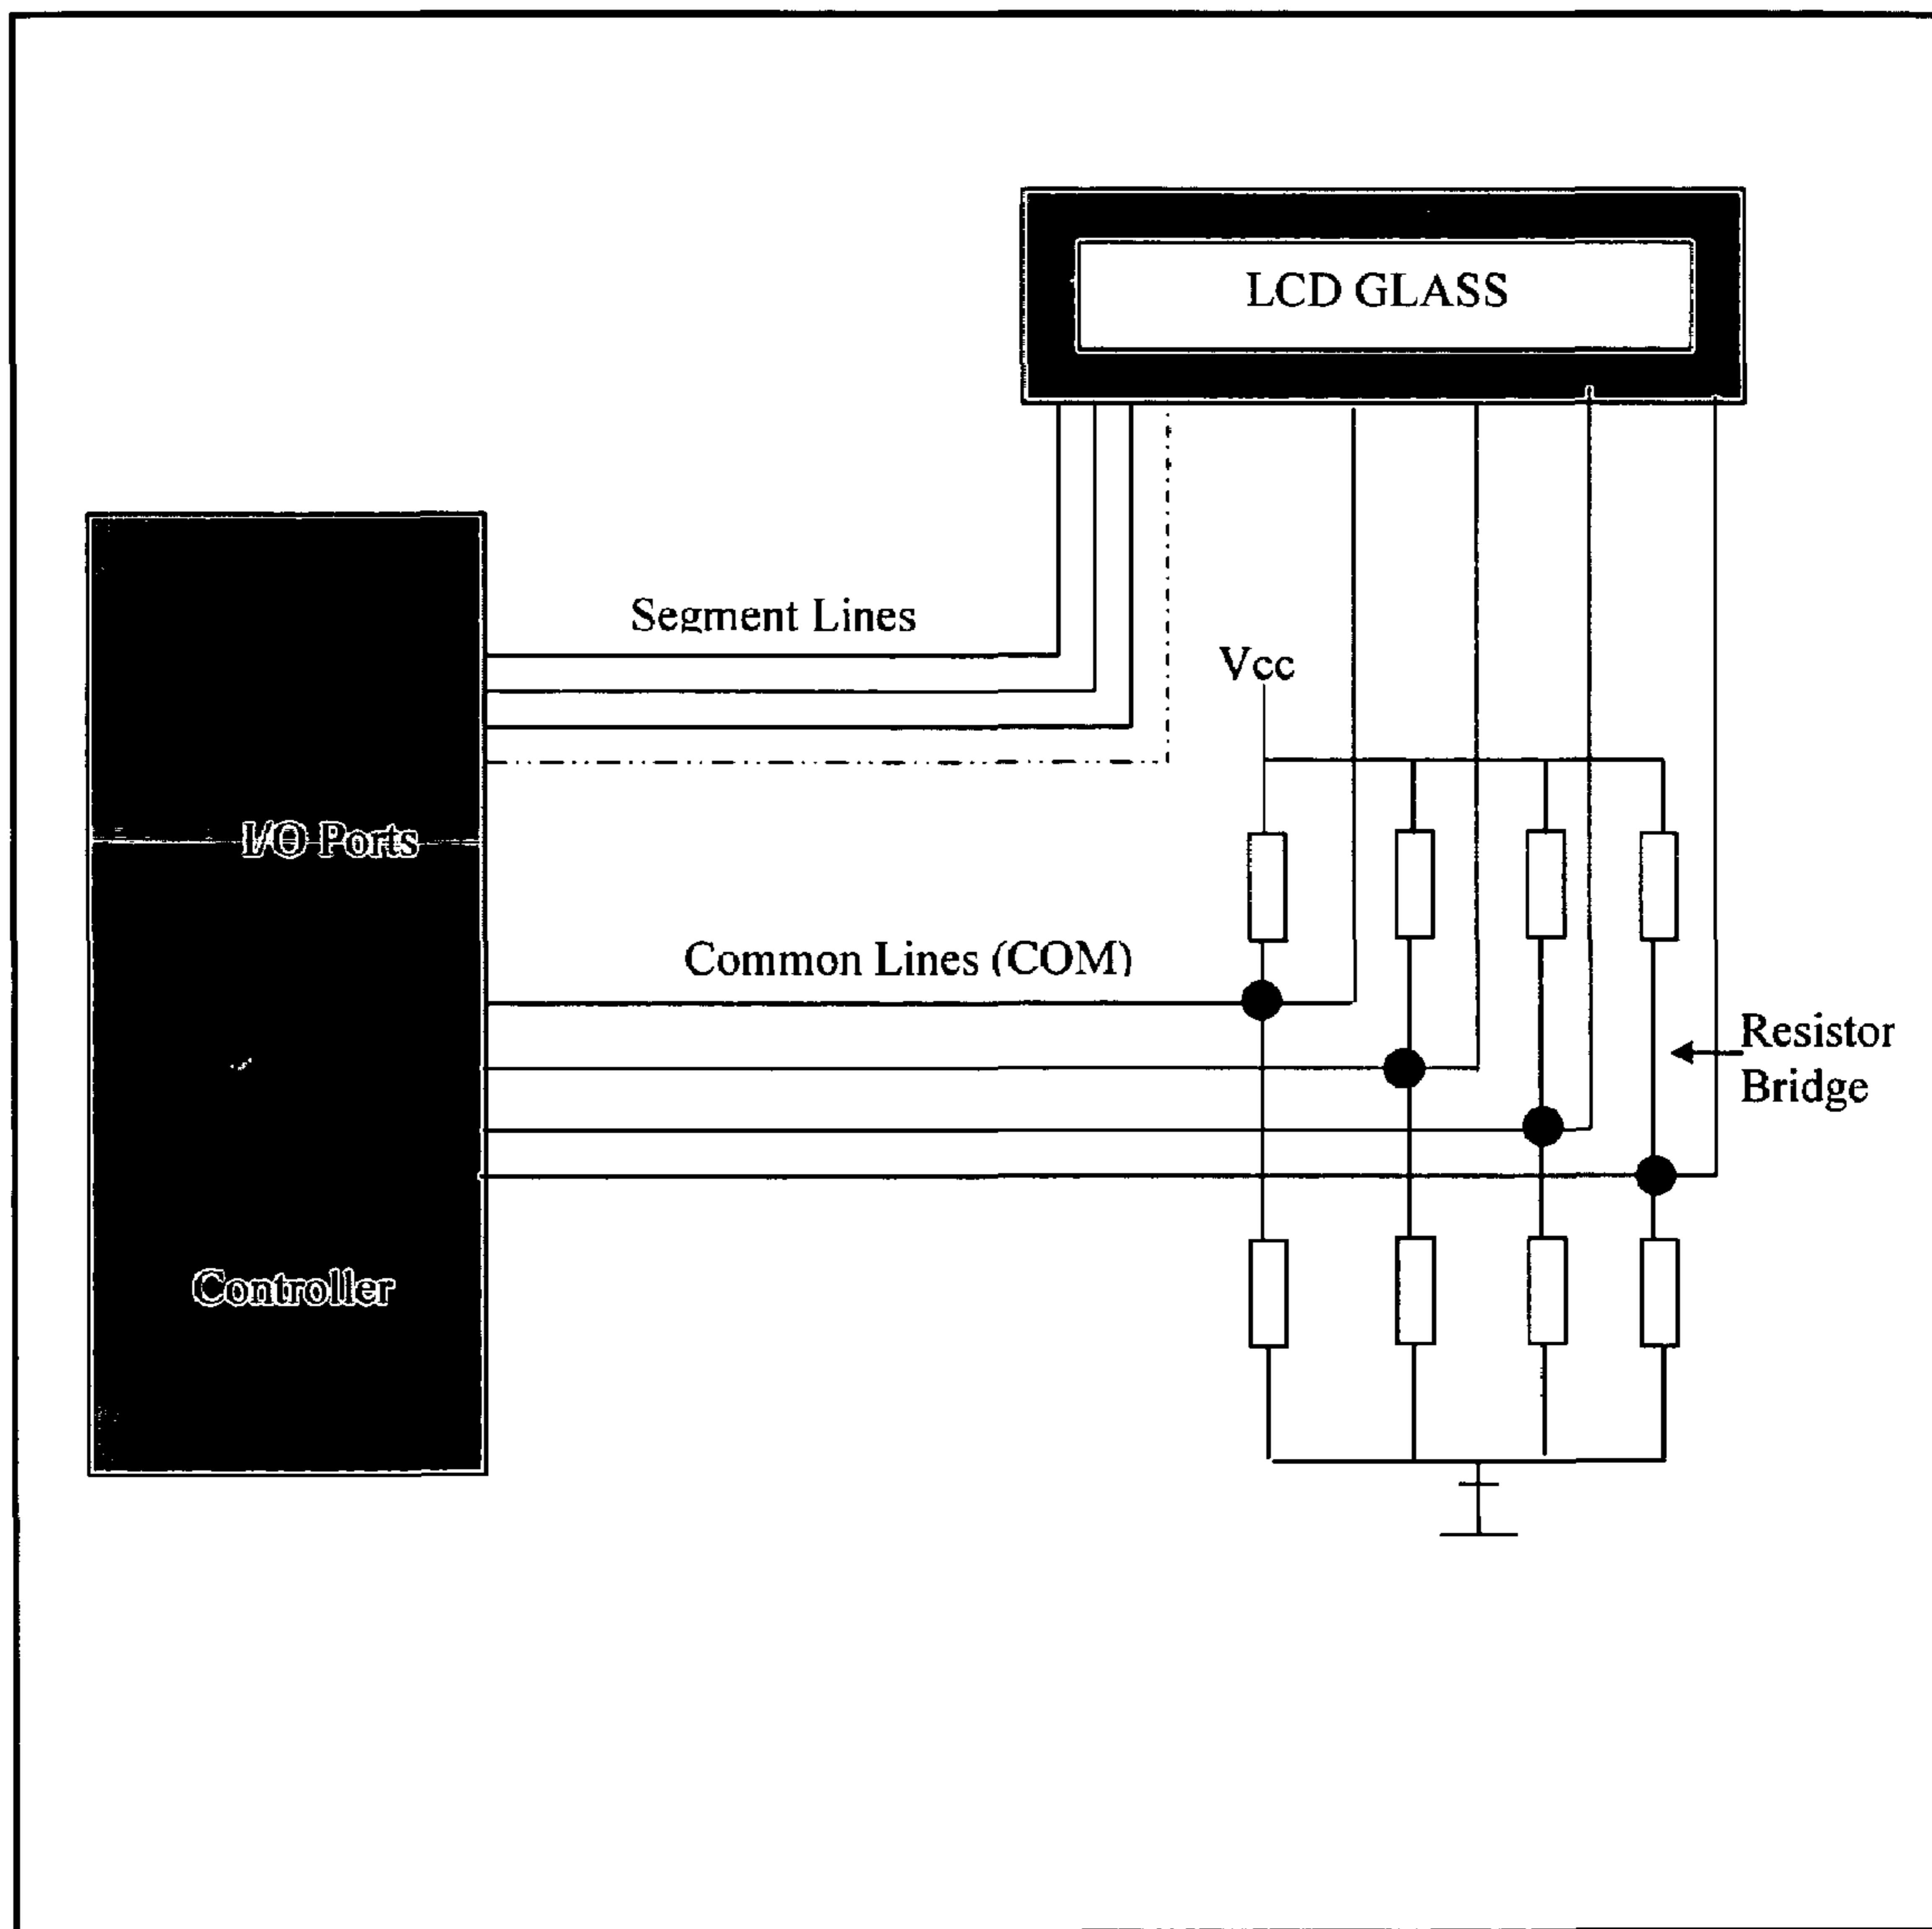 LCD GLASS
Segment Lines
Vcc
I/O Ports
Common Lines (COM)
Resistor
Bridge
Controller